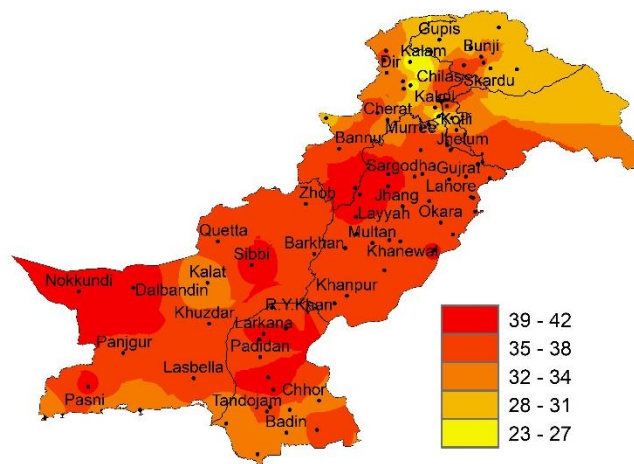 Gupis
Kalam
Bunji
Dir
Chilas
Skardu
Kakul
Cherat
Kotli
Murree
Bannu
Jhelum
Sargodha
Gujrat
Zhob
Jhang
Lahore
Layyah
Okara
Quetta
Multan
Barkhan
Khanewal
Sibbi
Kalat
Nokkundi
Dalbandin
Khanpur
R.Y.Khan
Khuzdar
Larkana
Panjgur
Padidan
Lasbella
Pasni
Chhor
Tandojam
Badin
39 - 42
35 - 38
32 - 34
28 - 31
23 - 27